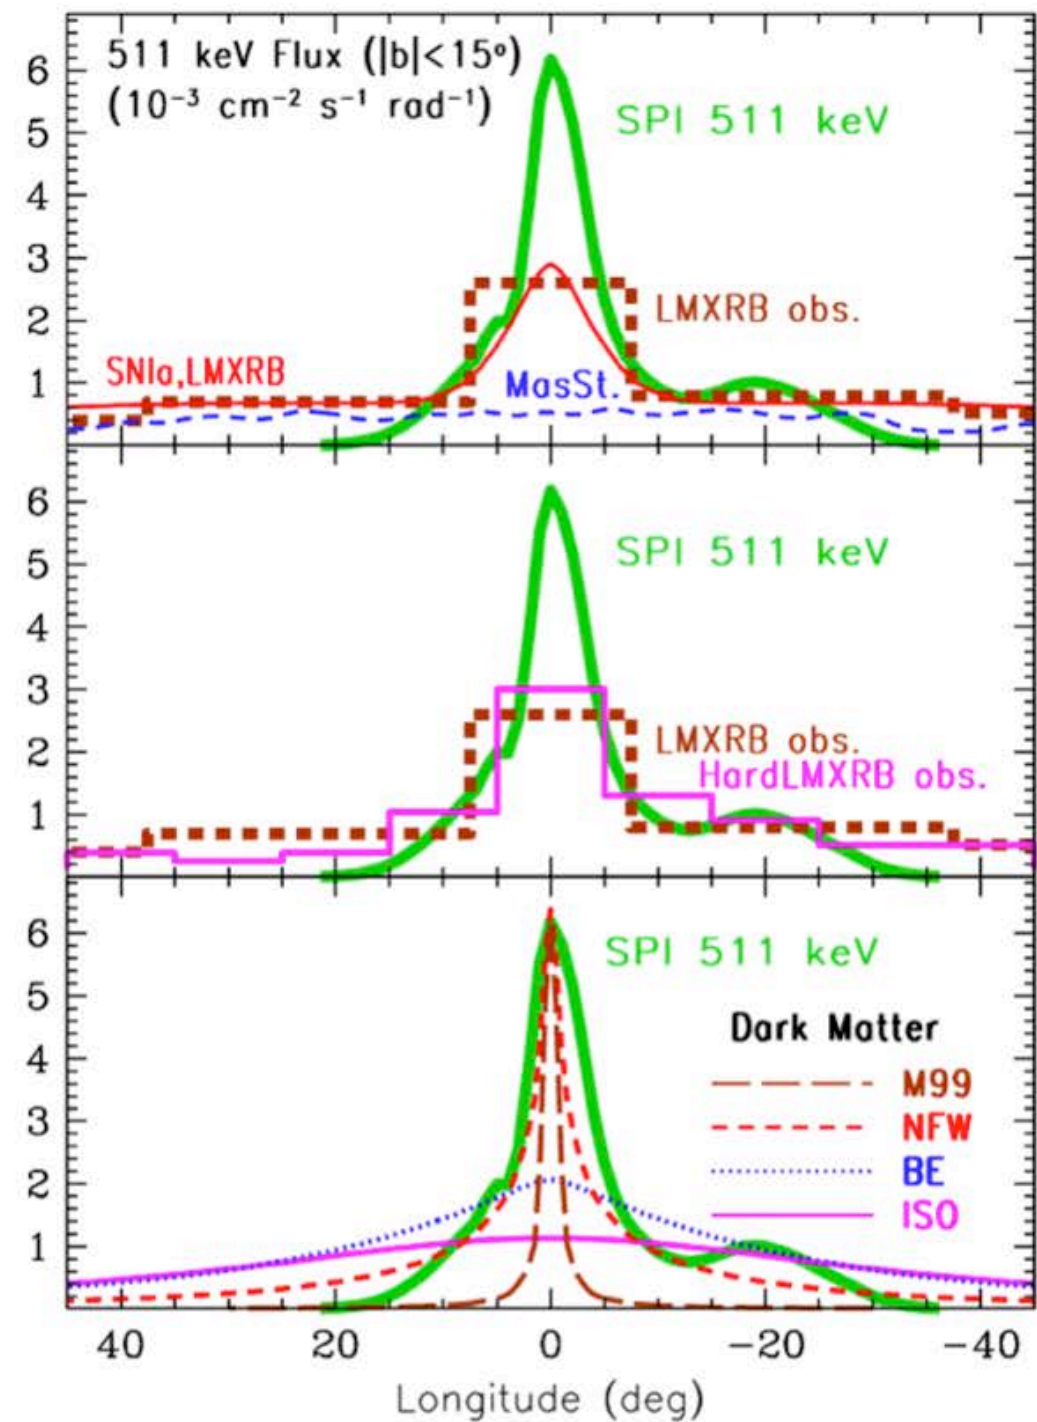 511 keV Flux (|b|<15°)
(10⁻³ cm⁻² s⁻¹ rad⁻¹)
SPI 511 keV
LMXRB obs.
SNIa,LMXRB
MasSt.
6
5
4
3
2
1
SPI 511 keV
LMXRB obs.
HardLMXRB obs.
6
5
4
3
2
1
SPI 511 keV
Dark Matter
M99
NFW
BE
ISO
6
5
4
3
2
1
40 20 0 −20 −40
Longitude (deg)